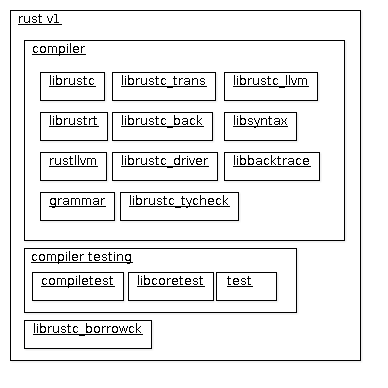 rust v1
compiler
librustc librustc_trans librustc_llvm
librustrt librustc_back libsyntax
rustllvm librustc_driver libbacktrace
grammar librustc_tycheck
compiler testing
compiletest libcoretest test
librustc_borrowck